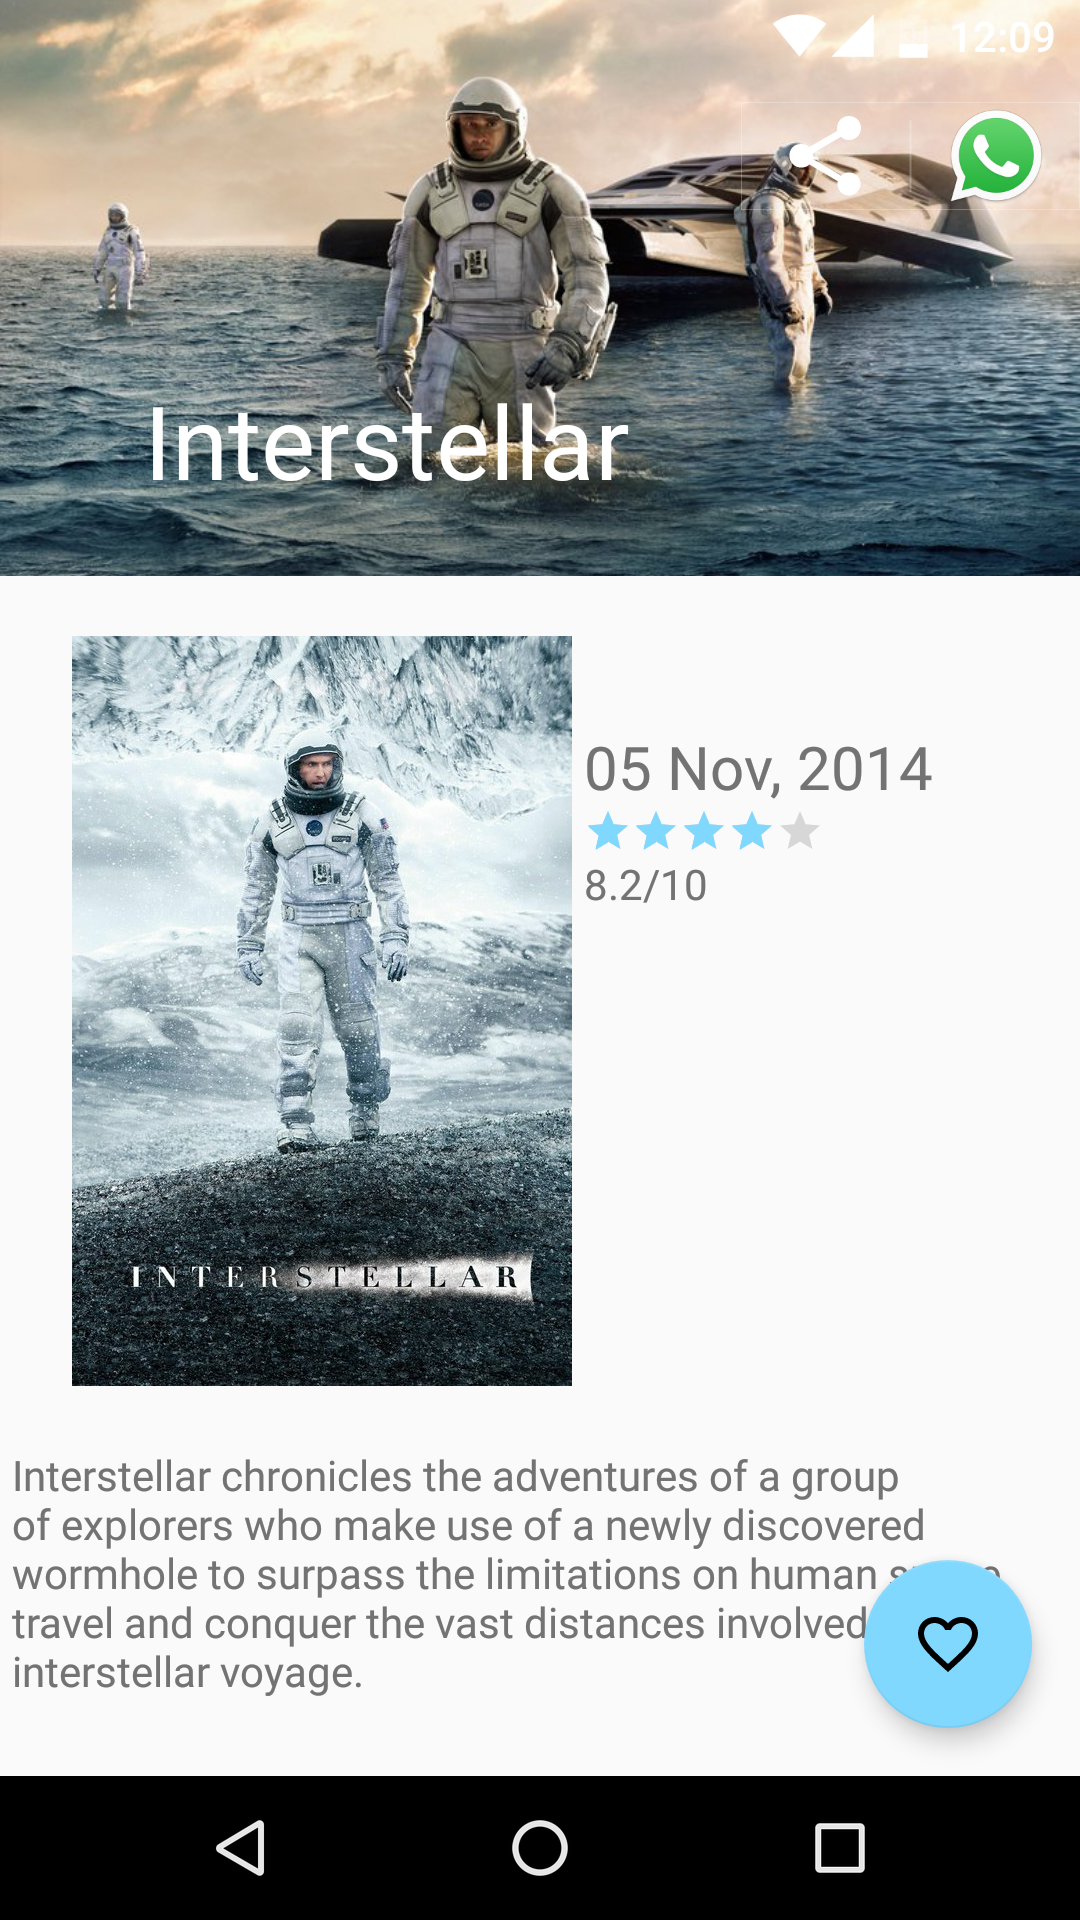 12:09
Interstellar
05 Nov, 2014
8.2/10
INTERSTELLAR
Interstellar chronicles the adventures of a group
of explorers who make use of a newly discovered
wormhole to surpass the limitations on human
travel and conquer the vast distances involved
interstellar voyage.